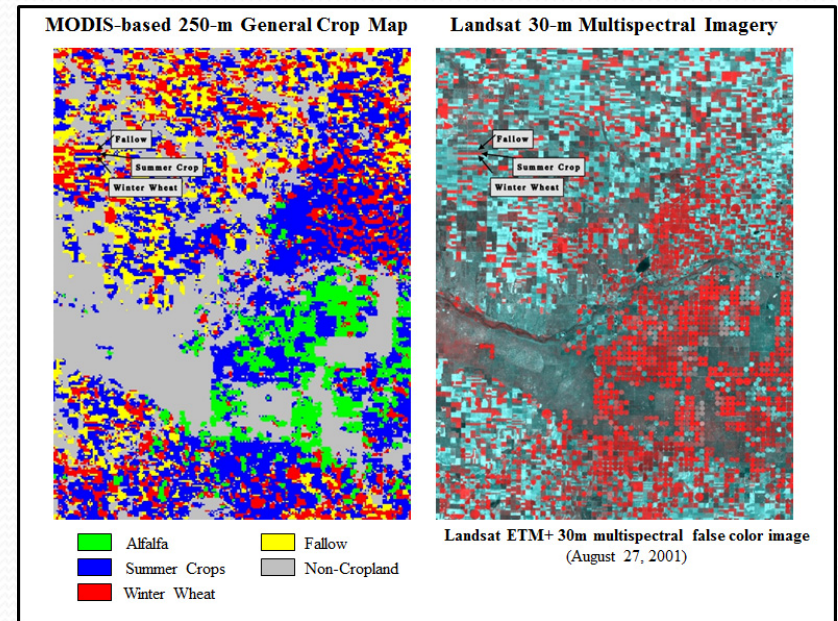 MODIS-based 250-m General Crop Map
Landsat 30-m Multispectral Imagery
Fallow
Summer Crop
Winter Wheat
Fallow
Summer Crop
Winter Wheat
Alfalfa
Fallow
Summer Crops
Non-Cropland
Winter Wheat
Landsat ETM+ 30m multispectral false color image
(August 27, 2001)